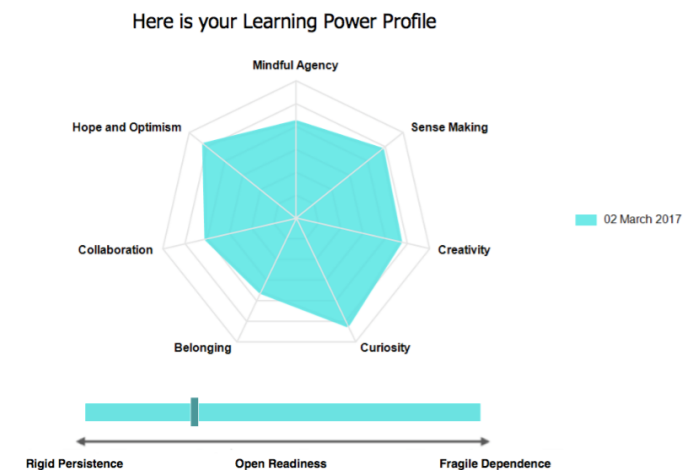 Here is your Learning Power Profile
Mindful Agency
Hope and Optimism
Sense Making
02 March 2017
Collaboration
Creativity
Belonging
Curiosity
Rigid Persistence
Open Readiness
Fragile Dependence